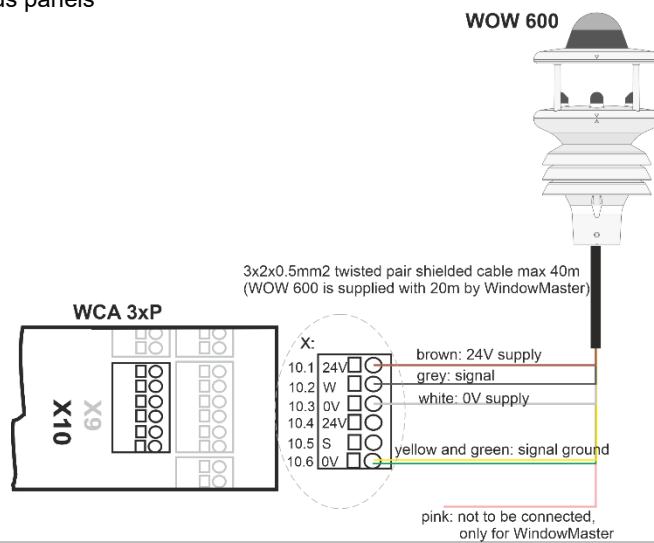 panels
WOW 600
3x2x0.5mm2 twisted pair shielded cable max 40m
(WOW 600 is supplied with 20m by WindowMaster)
WCA 3xP
X10
X9
X:
10.1 24V
10.2 W
10.3 0V
10.4 24V
10.5 S
10.6 0V
brown: 24V supply
grey: signal
white: 0V supply
yellow and green: signal ground
pink: not to be connected,
only for WindowMaster